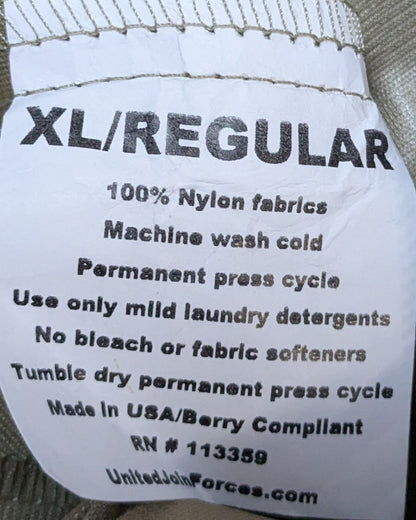 XL/REGULAR
100% Nylon fabrics
Machine wash cold
Permanent press cycle
Use only mild laundry detergents
No bleach or fabric softeners
Tumble dry permanent press cycle
Made In USA/Berry Compliant
RN # 113359
UnitedJoinForces.com